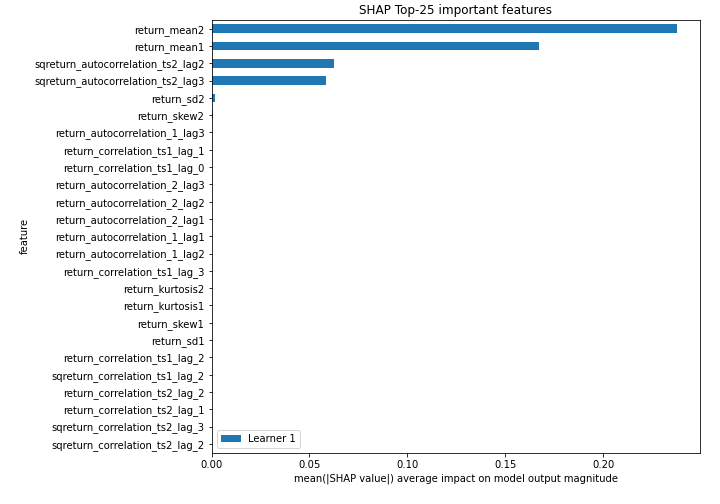 SHAP Top-25 important features
return_mean2
return_mean1
sqreturn_autocorrelation_ts2_lag2
sqreturn_autocorrelation_ts2_lag3
return_sd2
return_skew2
return_autocorrelation_1_lag3
return_correlation_ts1_lag_1
return_correlation_ts1_lag_0
return_autocorrelation_2_lag3
return_autocorrelation_2_lag2
return_autocorrelation_2_lag1
return_autocorrelation_1_lag1
return_autocorrelation_1_lag2
return_correlation_ts1_lag_3
return_kurtosis2
return_kurtosis1
return_skew1
return_sd1
return_correlation_ts1_lag_2
sqreturn_correlation_ts1_lag_2
return_correlation_ts2_lag_2
return_correlation_ts2_lag_1
sqreturn_correlation_ts2_lag_3
sqreturn_correlation_ts2_lag_2
feature
Learner 1
0.00 0.05 0.10 0.15 0.20
mean(|SHAP value|) average impact on model output magnitude